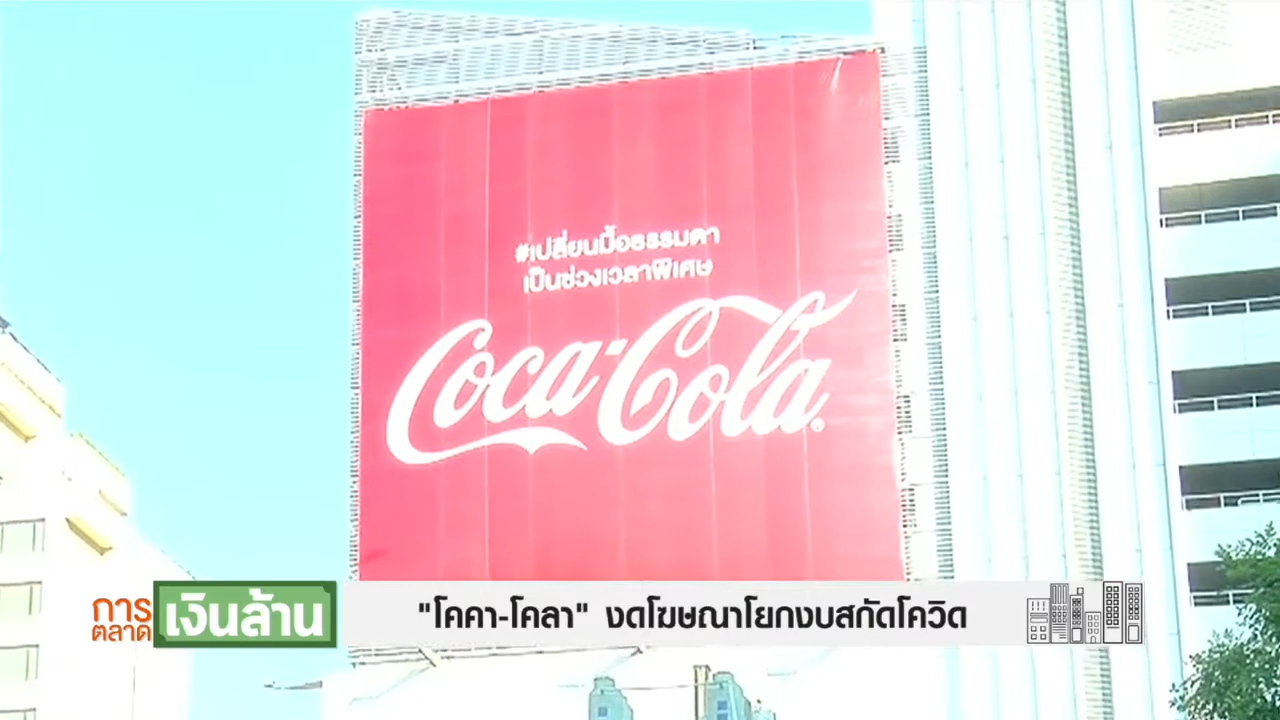 #เปลี่ยนมื้อธรรมดา
เป็นช่วงเวลาพิเศษ
Coca-Cola®
การ
ตลาด
เงินล้าน
"โคคา-โคลา" งดโฆษณาโยกงบสกัดโควิด